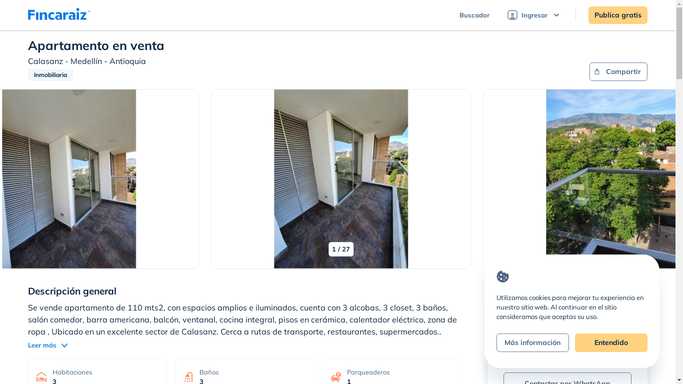 Fincaraiz
Buscador
Ingresar
Publica gratis
Apartamento en venta
Calasanz - Medellín - Antioquia
Inmobiliaria
Compartir
1 / 27
Descripción general
Se vende apartamento de 110 mts2, con espacios amplios e iluminados, cuenta con 3 alcobas, 3 closet, 3 baños,
salón comedor, barra americana, balcón, ventanal, cocina integral, pisos en cerámica, calentador eléctrico, zona de
ropa . Ubicado en un excelente sector de Calasanz. Cerca a rutas de transporte, restaurantes, supermercados..
Leer más
Habitaciones
3
Baños
3
Parqueaderos
1
Utilizamos cookies para mejorar tu experiencia en
nuestro sitio web. Al continuar en el sitio
consideramos que aceptas su uso.
Más información
Entendido
Contactar por WhatsApp